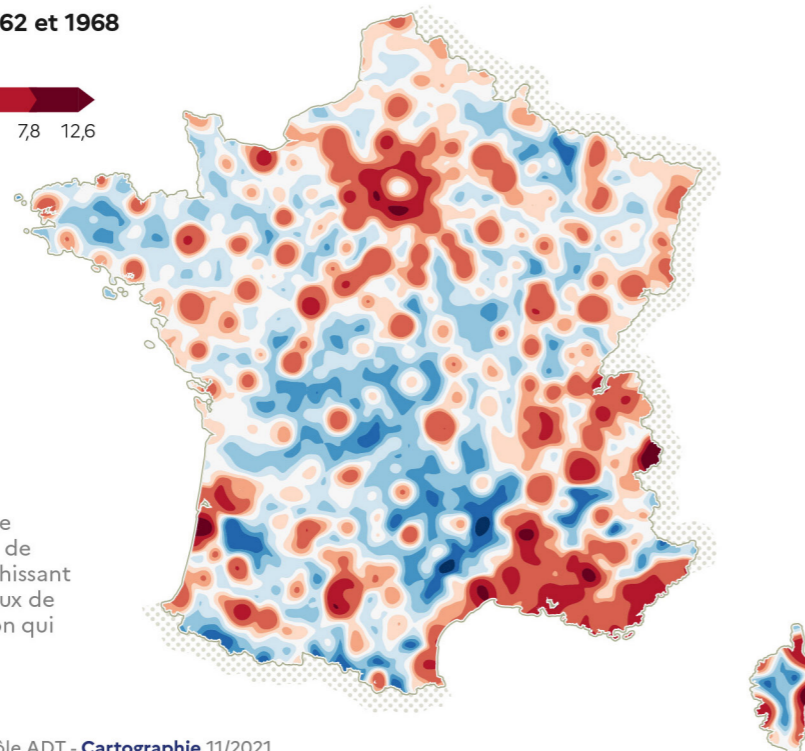 62 et 1968
7,8 12,6
e
de
hissant
ux de
on qui
ôle ADT - Cartographie 11/2021